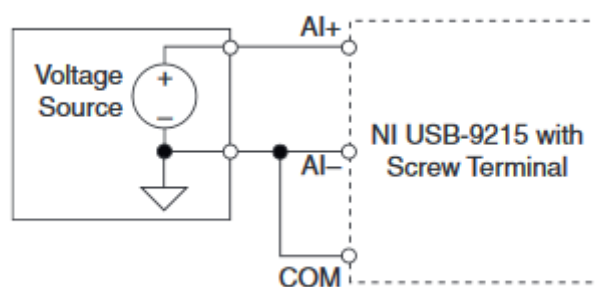 AI+
Voltage
Source
+
–
NI USB-9215 with
Screw Terminal
AI–
COM